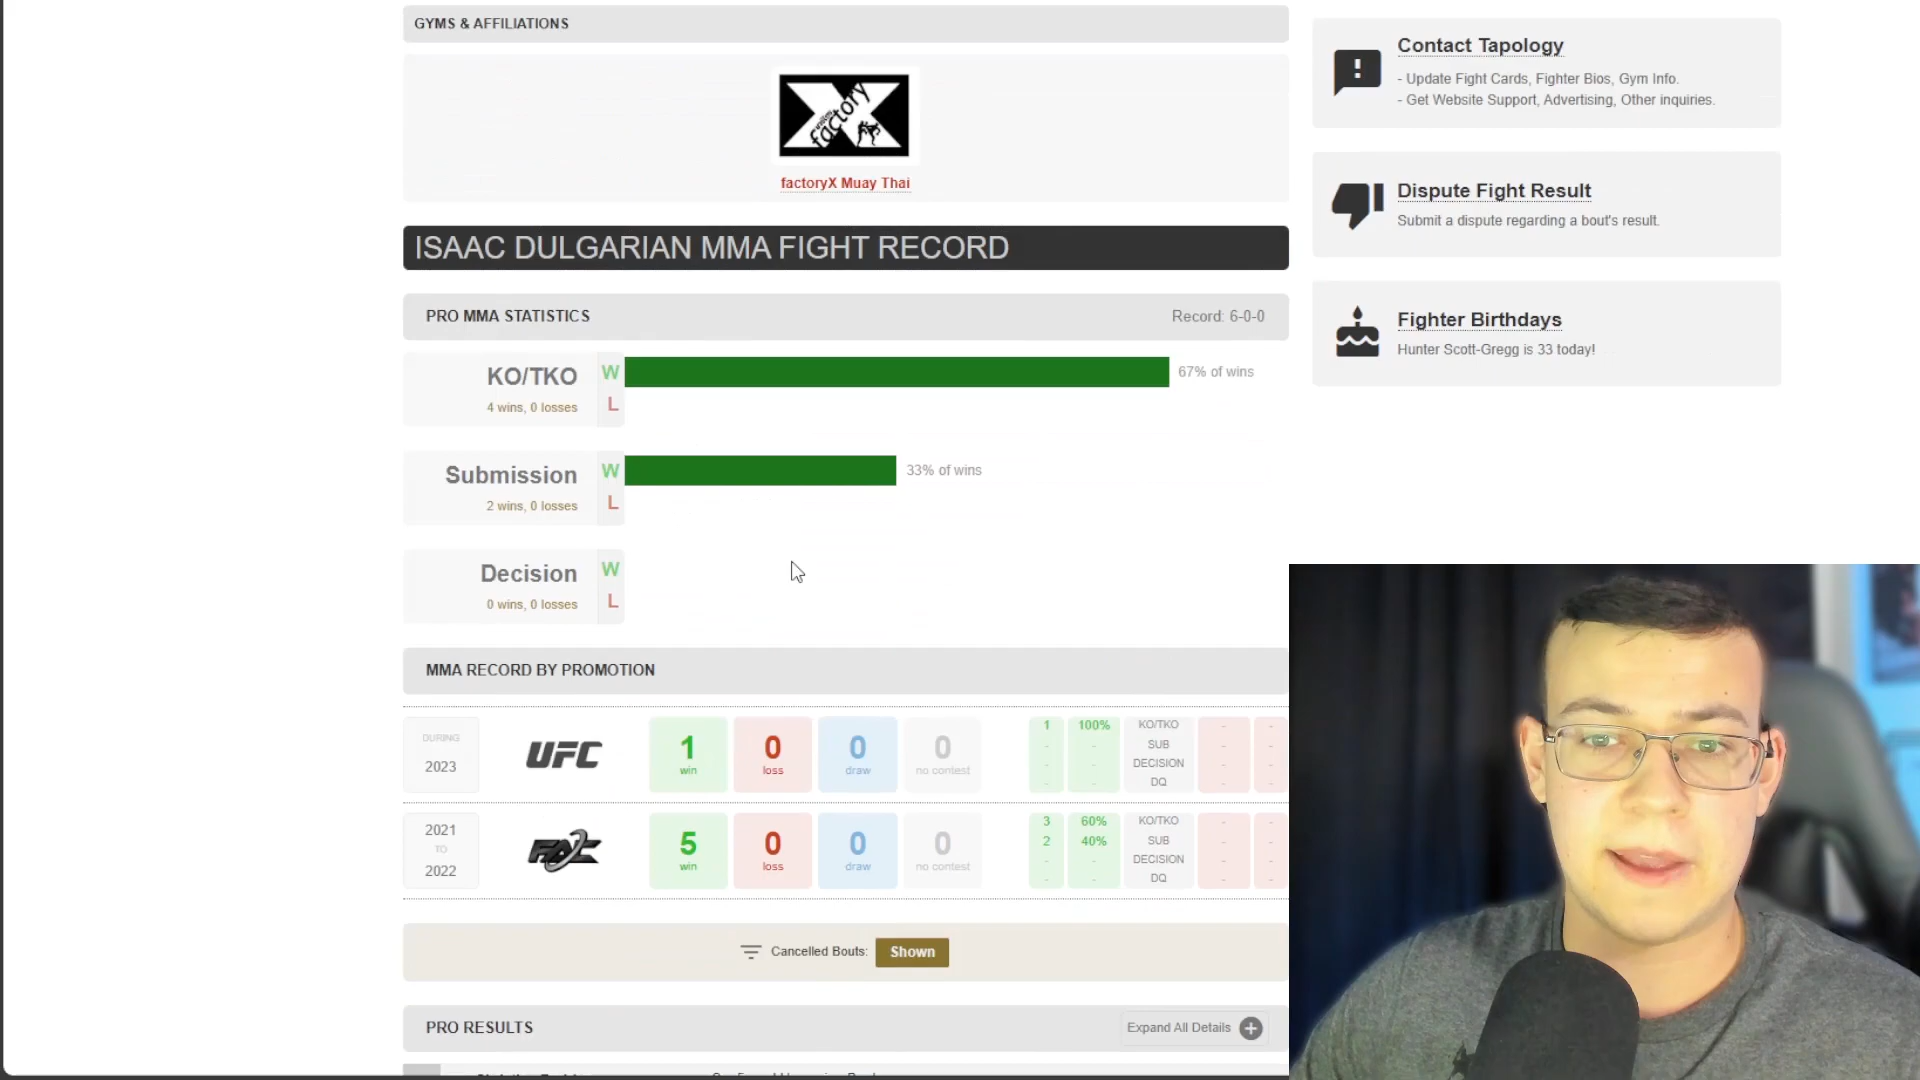 GYMS & AFFILIATIONS
factory
factoryX Muay Thai
ISAAC DULGARIAN MMA FIGHT RECORD
PRO MMA STATISTICS
Record: 6-0-0
KO/TKO
4 wins, 0 losses
W
L
67% of wins
Submission
2 wins, 0 losses
W
L
33% of wins
Decision
0 wins, 0 losses
W
L
MMA RECORD BY PROMOTION
DURING
2023
UFC
1
win
0
loss
0
draw
0
no contest
1 100% KO/TKO - -
- - SUB - -
- - DECISION - -
- - DQ - -
2021
TO
2022
FAC
5
win
0
loss
0
draw
0
no contest
3 60% KO/TKO - -
2 40% SUB - -
- - DECISION - -
- - DQ - -
Cancelled Bouts: Shown
PRO RESULTS
Expand All Details
Contact Tapology
- Update Fight Cards, Fighter Bios, Gym Info.
- Get Website Support, Advertising, Other inquiries.
Dispute Fight Result
Submit a dispute regarding a bout's result.
Fighter Birthdays
Hunter Scott-Gregg is 33 today!